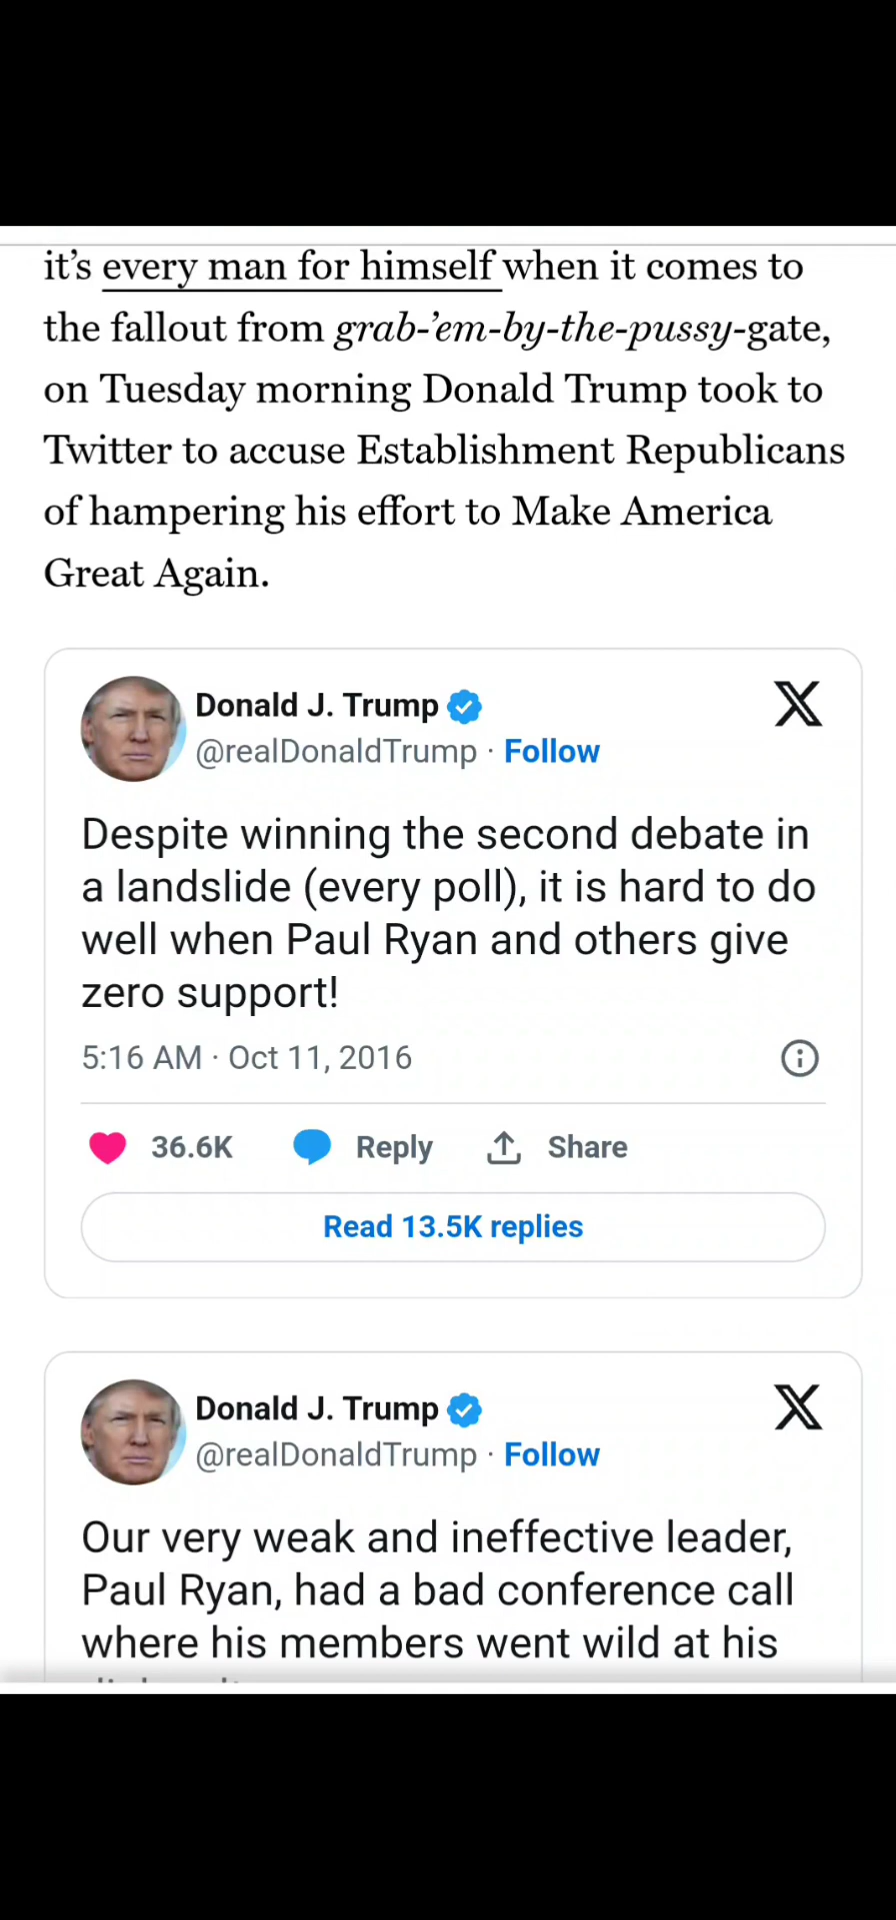 it’s every man for himself when it comes to
the fallout from grab-’em-by-the-pussy-gate,
on Tuesday morning Donald Trump took to
Twitter to accuse Establishment Republicans
of hampering his effort to Make America
Great Again.
Donald J. Trump
@realDonaldTrump · Follow
Despite winning the second debate in
a landslide (every poll), it is hard to do
well when Paul Ryan and others give
zero support!
5:16 AM · Oct 11, 2016
36.6K Reply Share
Read 13.5K replies
Donald J. Trump
@realDonaldTrump · Follow
Our very weak and ineffective leader,
Paul Ryan, had a bad conference call
where his members went wild at his